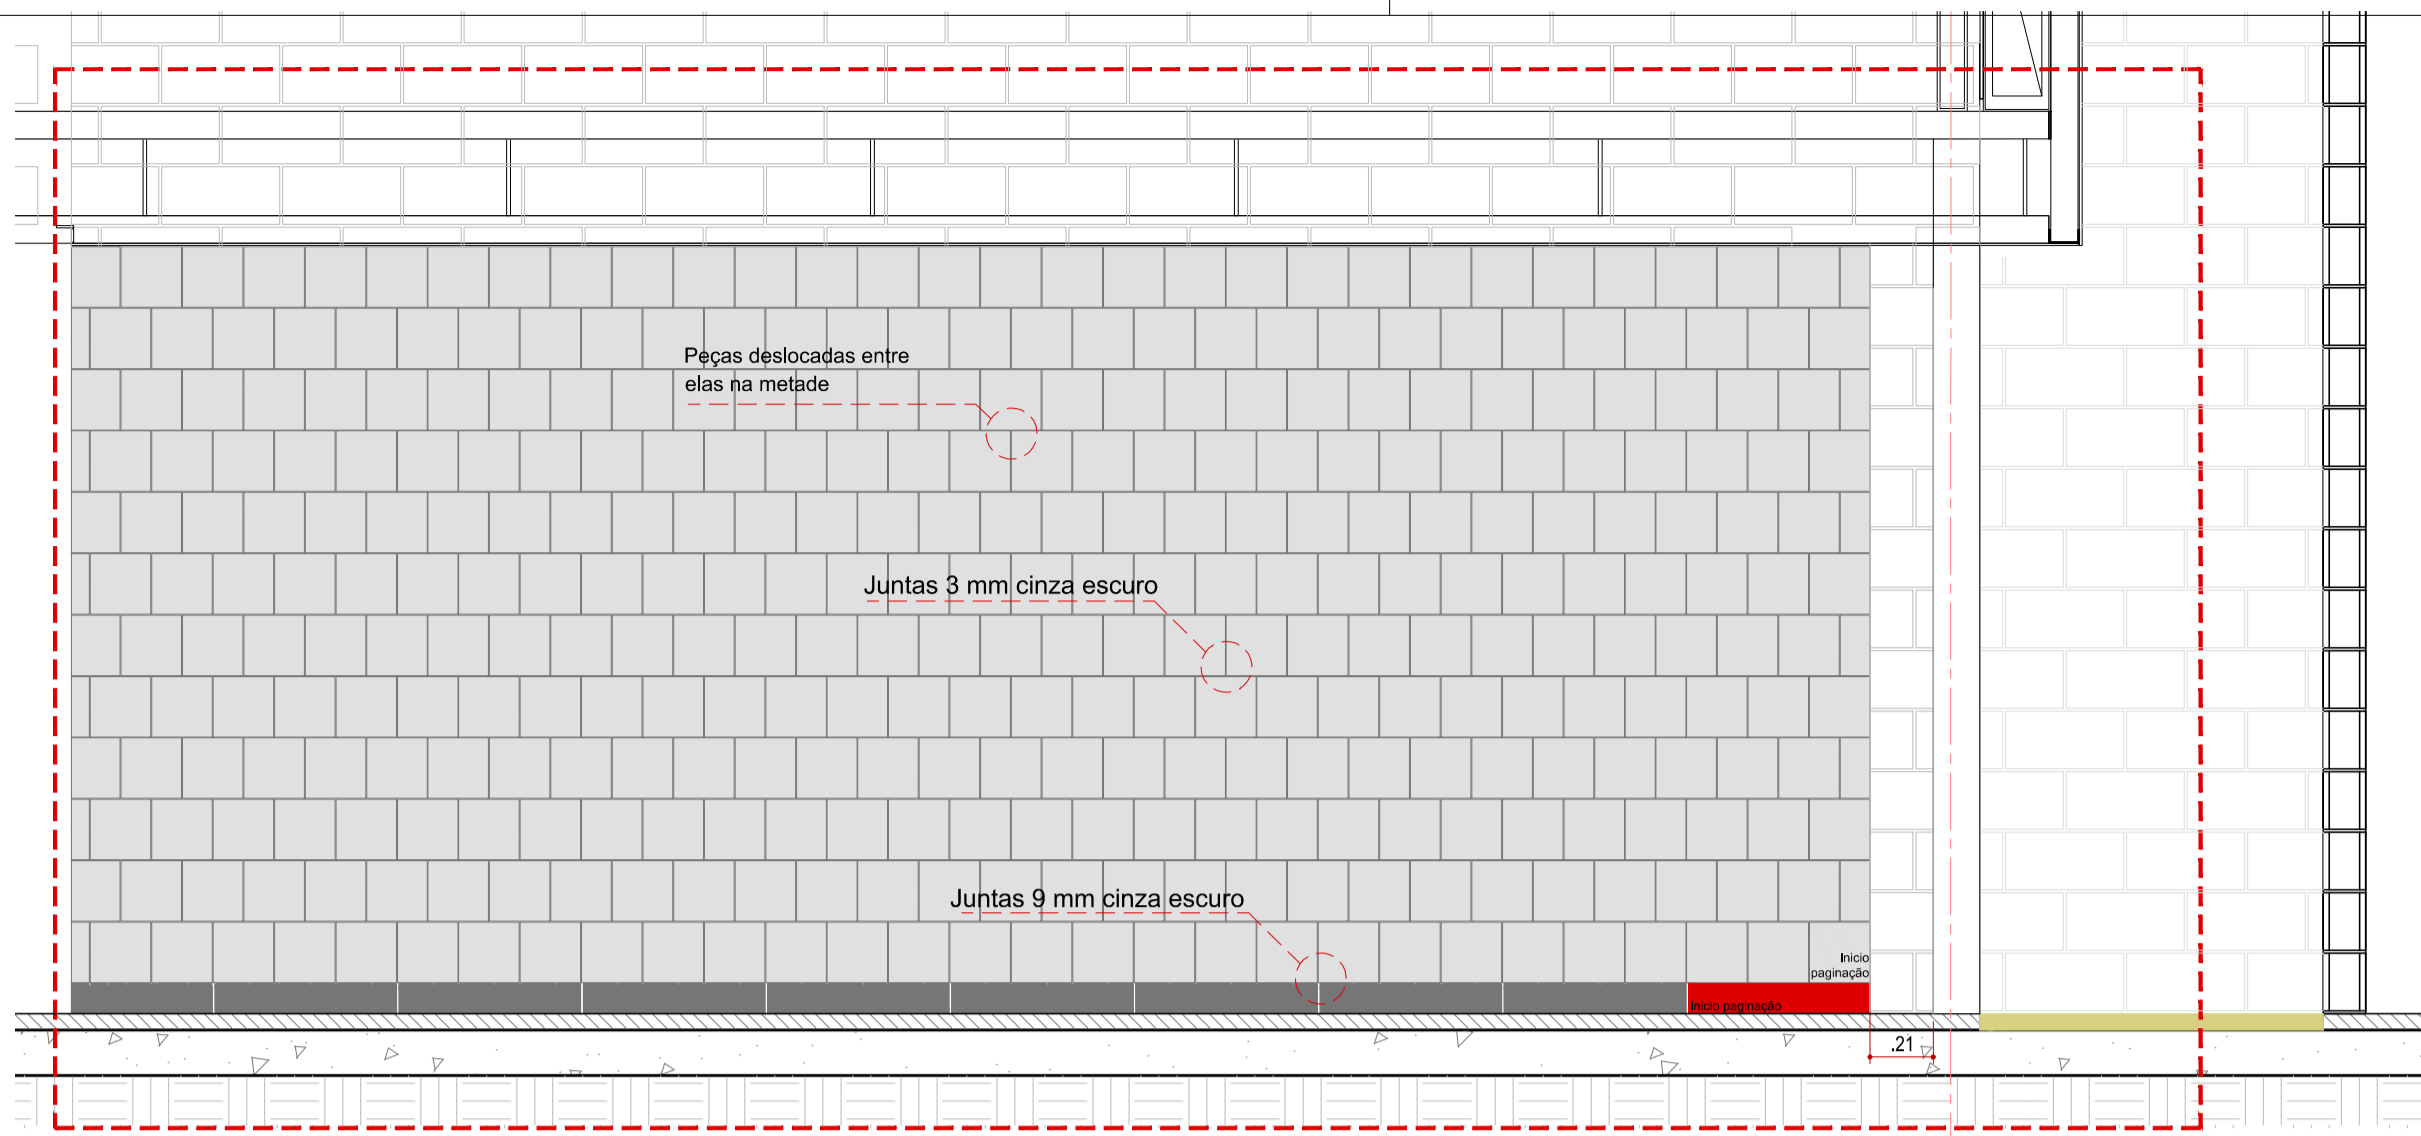 Peças deslocadas entre
elas na metade
Juntas 3 mm cinza escuro
Juntas 9 mm cinza escuro
Inicio
paginação
Inicio paginação
.21